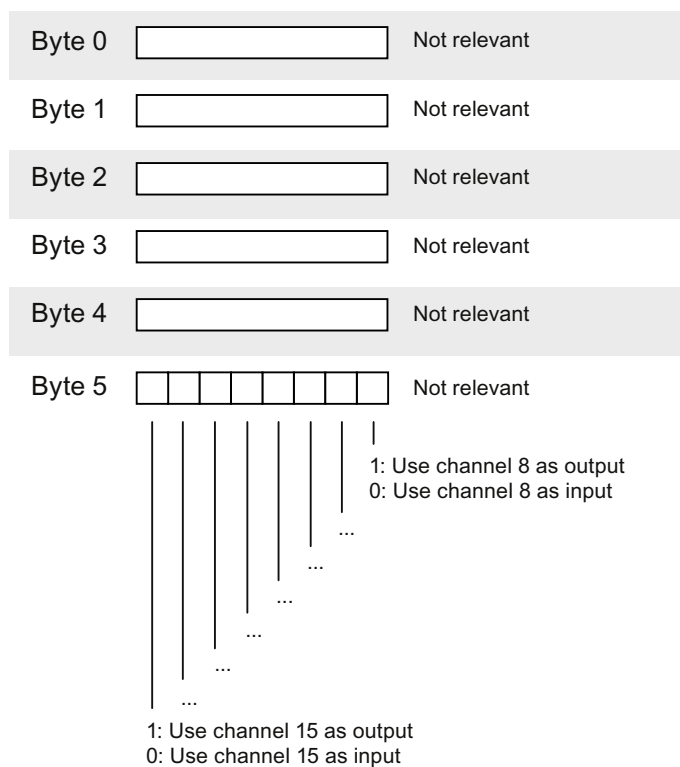 Byte 0 Not relevant
Byte 1 Not relevant
Byte 2 Not relevant
Byte 3 Not relevant
Byte 4 Not relevant
Byte 5 Not relevant
1: Use channel 8 as output
0: Use channel 8 as input
...
...
...
...
...
...
1: Use channel 15 as output
0: Use channel 15 as input